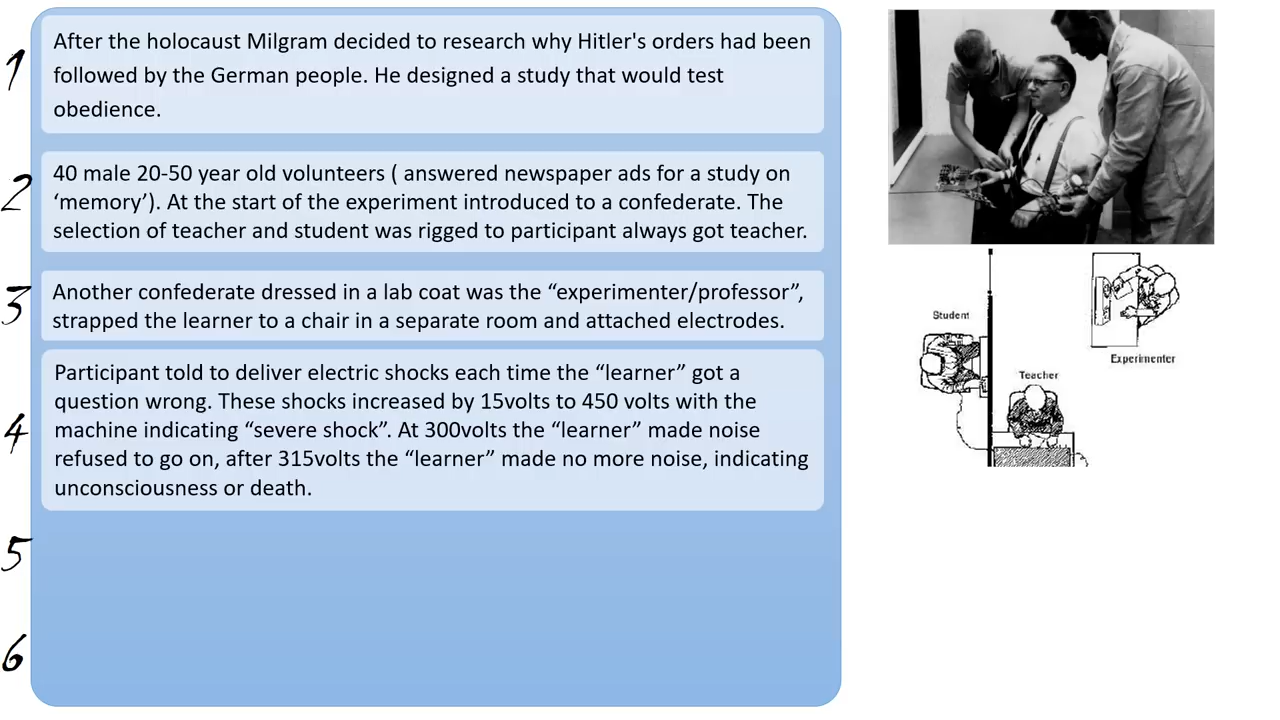 1
After the holocaust Milgram decided to research why Hitler's orders had been
followed by the German people. He designed a study that would test
obedience.
2
40 male 20-50 year old volunteers ( answered newspaper ads for a study on
‘memory’). At the start of the experiment introduced to a confederate. The
selection of teacher and student was rigged to participant always got teacher.
3
Another confederate dressed in a lab coat was the “experimenter/professor”,
strapped the learner to a chair in a separate room and attached electrodes.
4
Participant told to deliver electric shocks each time the “learner” got a
question wrong. These shocks increased by 15volts to 450 volts with the
machine indicating “severe shock”. At 300volts the “learner” made noise
refused to go on, after 315volts the “learner” made no more noise, indicating
unconsciousness or death.
5
6
Student
Experimenter
Teacher